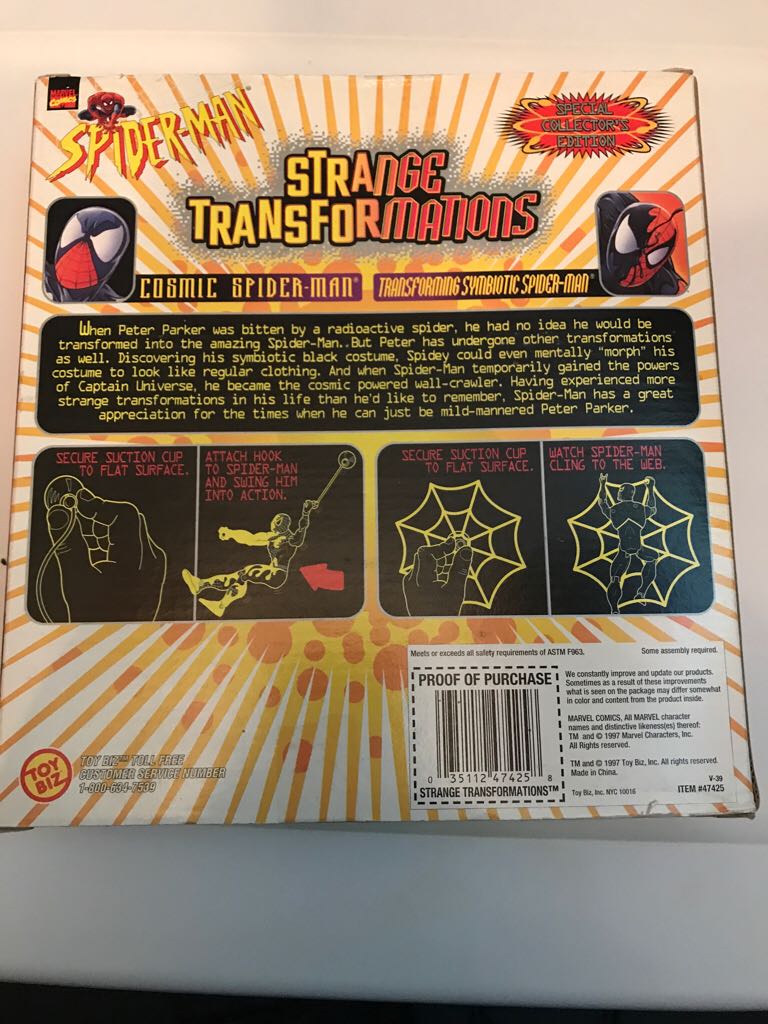 MARVEL
COMICS
SPIDER-MAN
SPECIAL
COLLECTOR'S
EDITION
STRANGE
TRANSFORMATIONS
COSMIC SPIDER-MAN®
TRANSFORMING SYMBIOTIC SPIDER-MAN®
When Peter Parker was bitten by a radioactive spider, he had no idea he would be
transformed into the amazing Spider-Man..But Peter has undergone other transformations
as well. Discovering his symbiotic black costume, Spidey could even mentally "morph" his
costume to look like regular clothing. And when Spider-Man temporarily gained the powers
of Captain Universe, he became the cosmic powered wall-crawler. Having experienced more
strange transformations in his life than he'd like to remember, Spider-Man has a great
appreciation for the times when he can just be mild-mannered Peter Parker.
SECURE SUCTION CUP
TO FLAT SURFACE.
ATTACH HOOK
TO SPIDER-MAN
AND SWING HIM
INTO ACTION.
SECURE SUCTION CUP
TO FLAT SURFACE.
WATCH SPIDER-MAN
CLING TO THE WEB.
Meets or exceeds all safety requirements of ASTM F963.
Some assembly required.
PROOF OF PURCHASE
0 35112 47425 8
STRANGE TRANSFORMATIONS™
We constantly improve and update our products.
Sometimes as a result of these improvements
what is seen on the package may differ somewhat
in color and content from the product inside.
MARVEL COMICS, All MARVEL character
names and distinctive likeness(es) thereof:
TM and © 1997 Marvel Characters, Inc.
All Rights reserved.
TM and © 1997 Toy Biz, Inc. All rights reserved.
Made in China.
V-39
Toy Biz, Inc. NYC 10016
ITEM #47425
TOY
BIZ
TOY BIZ™ TOLL FREE
CUSTOMER SERVICE NUMBER
1-800-634-7539